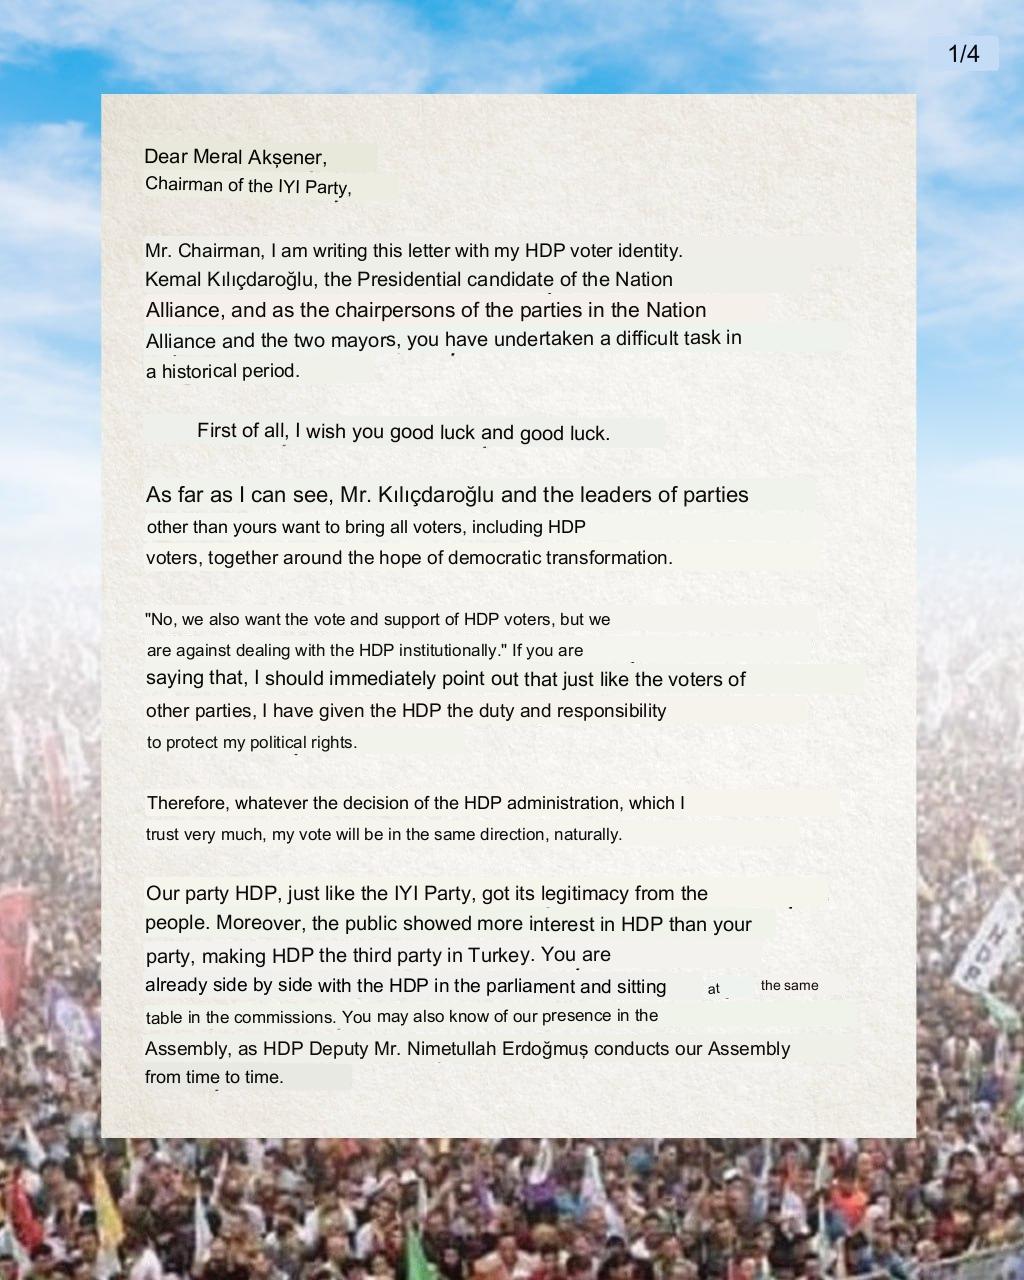 1/4
Dear Meral Akşener,
Chairman of the IYI Party,
Mr. Chairman, I am writing this letter with my HDP voter identity.
Kemal Kılıçdaroğlu, the Presidential candidate of the Nation
Alliance, and as the chairpersons of the parties in the Nation
Alliance and the two mayors, you have undertaken a difficult task in
a historical period.
First of all, I wish you good luck and good luck.
As far as I can see, Mr. Kılıçdaroğlu and the leaders of parties
other than yours want to bring all voters, including HDP
voters, together around the hope of democratic transformation.
"No, we also want the vote and support of HDP voters, but we
are against dealing with the HDP institutionally." If you are
saying that, I should immediately point out that just like the voters of
other parties, I have given the HDP the duty and responsibility
to protect my political rights.
Therefore, whatever the decision of the HDP administration, which I
trust very much, my vote will be in the same direction, naturally.
Our party HDP, just like the IYI Party, got its legitimacy from the
people. Moreover, the public showed more interest in HDP than your
party, making HDP the third party in Turkey. You are
already side by side with the HDP in the parliament and sitting at the same
table in the commissions. You may also know of our presence in the
Assembly, as HDP Deputy Mr. Nimetullah Erdoğmuş conducts our Assembly
from time to time.
HDP